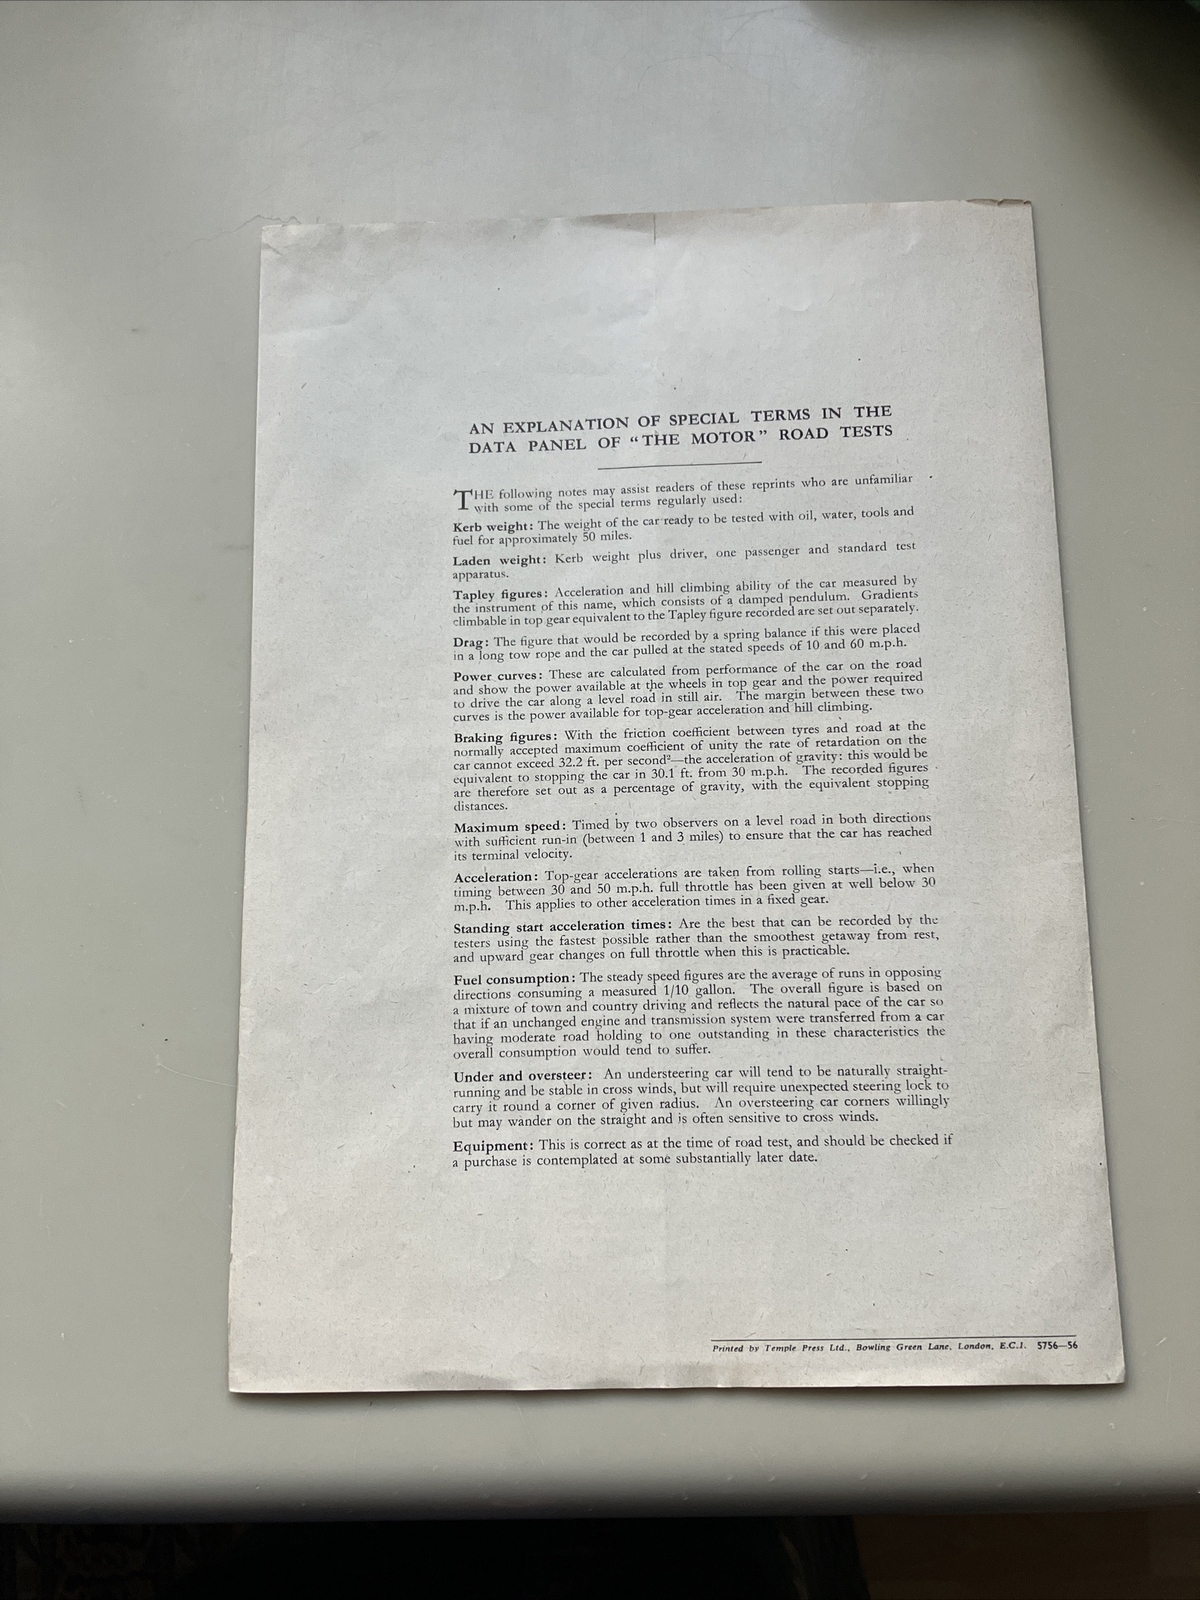 AN EXPLANATION OF SPECIAL TERMS IN THE
DATA PANEL OF “THE MOTOR” ROAD TESTS
THE following notes may assist readers of these reprints who are unfamiliar
with some of the special terms regularly used:
Kerb weight: The weight of the car ready to be tested with oil, water, tools and
fuel for approximately 50 miles.
Laden weight: Kerb weight plus driver, one passenger and standard test
apparatus.
Tapley figures: Acceleration and hill climbing ability of the car measured by
the instrument of this name, which consists of a damped pendulum. Gradients
climbable in top gear equivalent to the Tapley figure recorded are set out separately.
Drag: The figure that would be recorded by a spring balance if this were placed
in a long tow rope and the car pulled at the stated speeds of 10 and 60 m.p.h.
Power curves: These are calculated from performance of the car on the road
and show the power available at the wheels in top gear and the power required
to drive the car along a level road in still air. The margin between these two
curves is the power available for top-gear acceleration and hill climbing.
Braking figures: With the friction coefficient between tyres and road at the
normally accepted maximum coefficient of unity the rate of retardation on the
car cannot exceed 32.2 ft. per second²—the acceleration of gravity: this would be
equivalent to stopping the car in 30.1 ft. from 30 m.p.h. The recorded figures
are therefore set out as a percentage of gravity, with the equivalent stopping
distances.
Maximum speed: Timed by two observers on a level road in both directions
with sufficient run-in (between 1 and 3 miles) to ensure that the car has reached
its terminal velocity.
Acceleration: Top-gear accelerations are taken from rolling starts—i.e., when
timing between 30 and 50 m.p.h. full throttle has been given at well below 30
m.p.h. This applies to other acceleration times in a fixed gear.
Standing start acceleration times: Are the best that can be recorded by the
testers using the fastest possible rather than the smoothest getaway from rest,
and upward gear changes on full throttle when this is practicable.
Fuel consumption: The steady speed figures are the average of runs in opposing
directions consuming a measured 1/10 gallon. The overall figure is based on
a mixture of town and country driving and reflects the natural pace of the car so
that if an unchanged engine and transmission system were transferred from a car
having moderate road holding to one outstanding in these characteristics the
overall consumption would tend to suffer.
Under and oversteer: An understeering car will tend to be naturally straight-
running and be stable in cross winds, but will require unexpected steering lock to
carry it round a corner of given radius. An oversteering car corners willingly
but may wander on the straight and is often sensitive to cross winds.
Equipment: This is correct as at the time of road test, and should be checked if
a purchase is contemplated at some substantially later date.
Printed by Temple Press Ltd., Bowling Green Lane, London, E.C.1. 5756—56